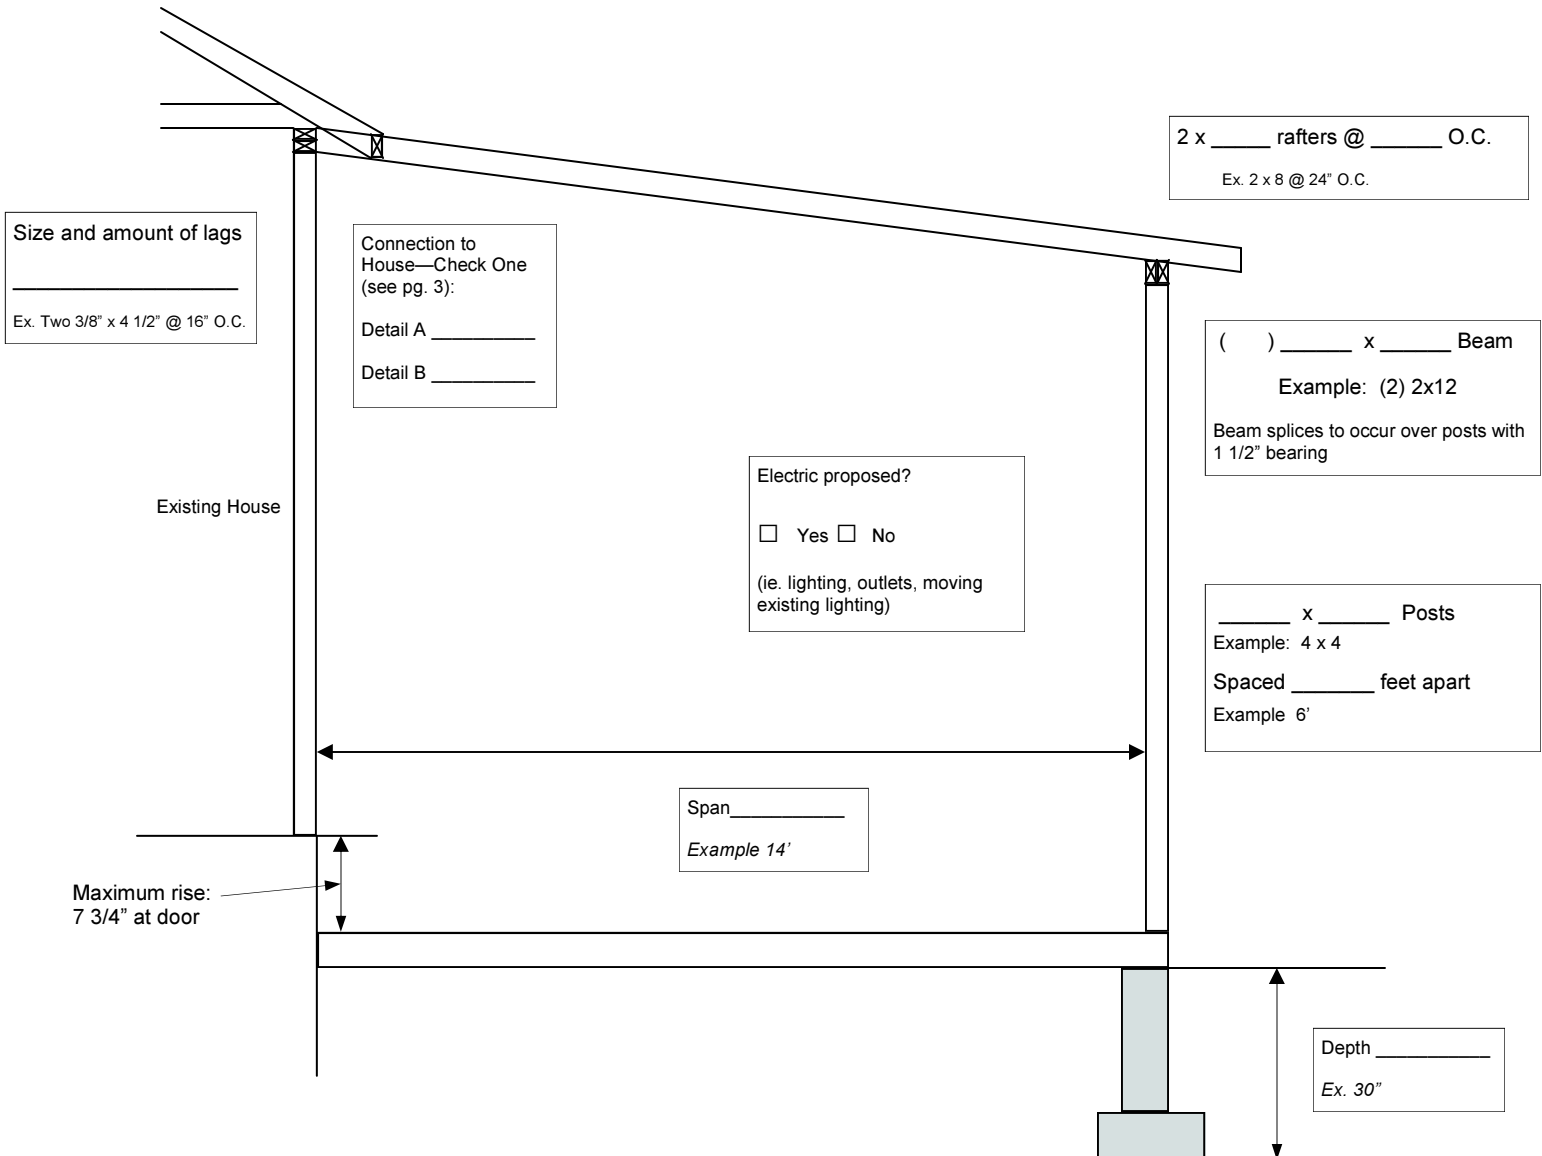 2 x _____ rafters @ ______ O.C.
Ex. 2 x 8 @ 24” O.C.
Size and amount of lags
___________________
Ex. Two 3/8” x 4 1/2” @ 16” O.C.
Connection to
House—Check One
(see pg. 3):
Detail A __________
Detail B __________
(   ) ______ x ______ Beam
Example: (2) 2x12
Beam splices to occur over posts with
1 1/2” bearing
Electric proposed?
☐ Yes ☐ No
(ie. lighting, outlets, moving
existing lighting)
Existing House
______ x ______ Posts
Example: 4 x 4
Spaced _______ feet apart
Example 6’
Span___________
Example 14’
Maximum rise:
7 3/4” at door
Depth ___________
Ex. 30”